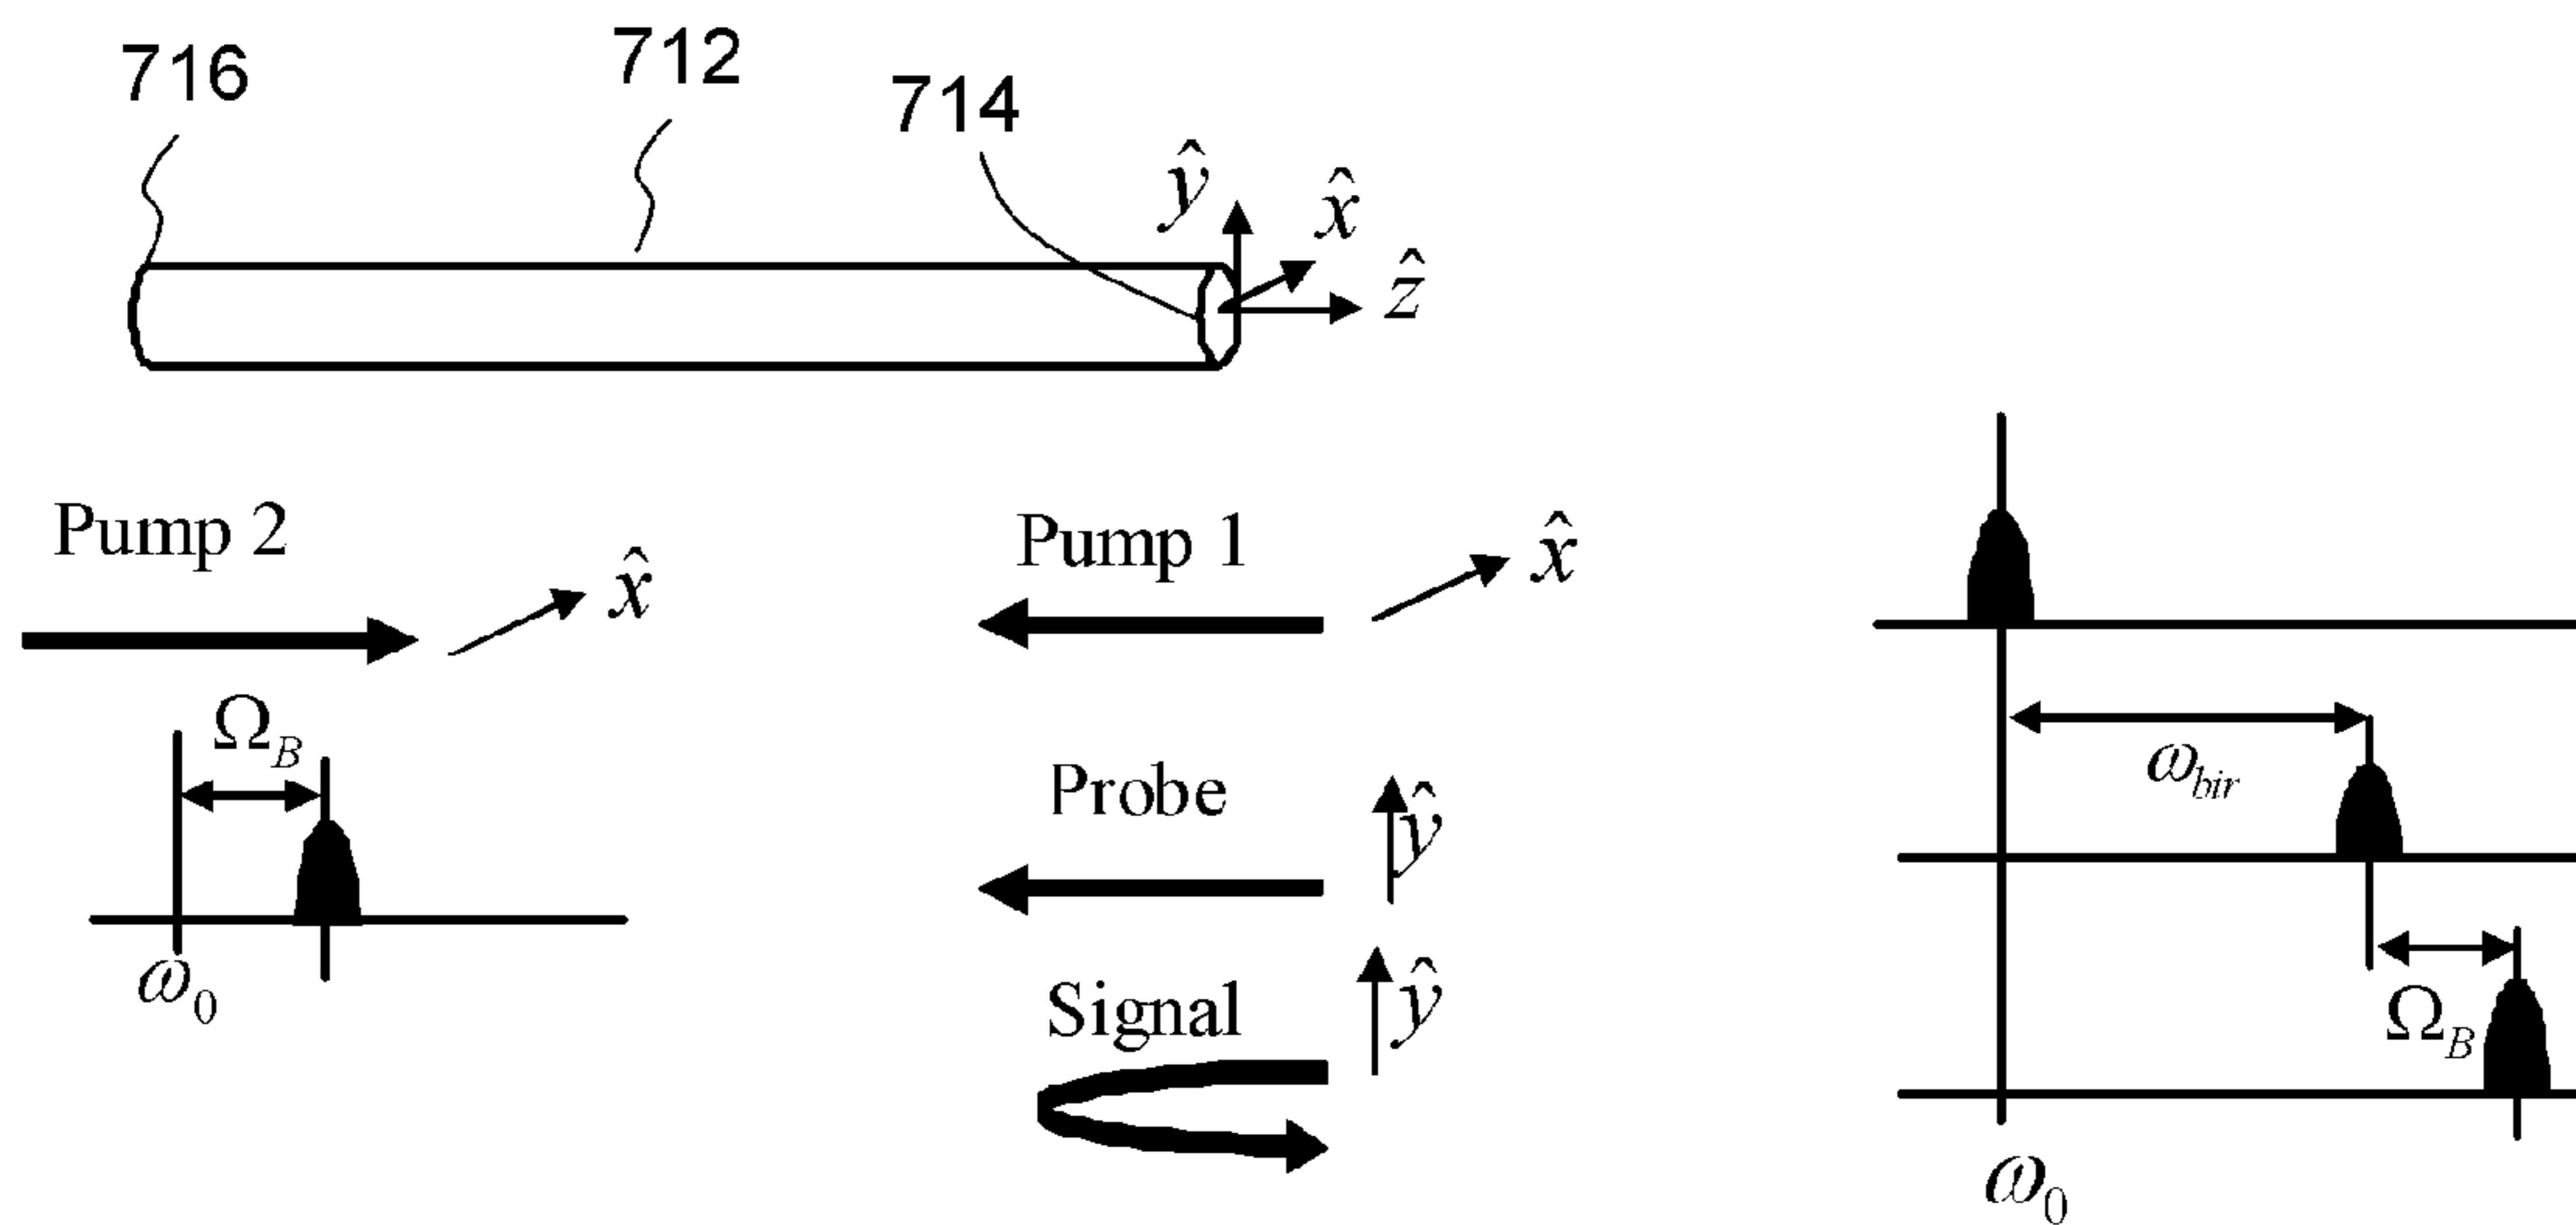 716
712
714
ŷ
x̂
ẑ
Pump 2
x̂
Pump 1
x̂
Ω_B
ω_bir
Probe
ŷ
ω_0
Signal
ŷ
Ω_B
ω_0